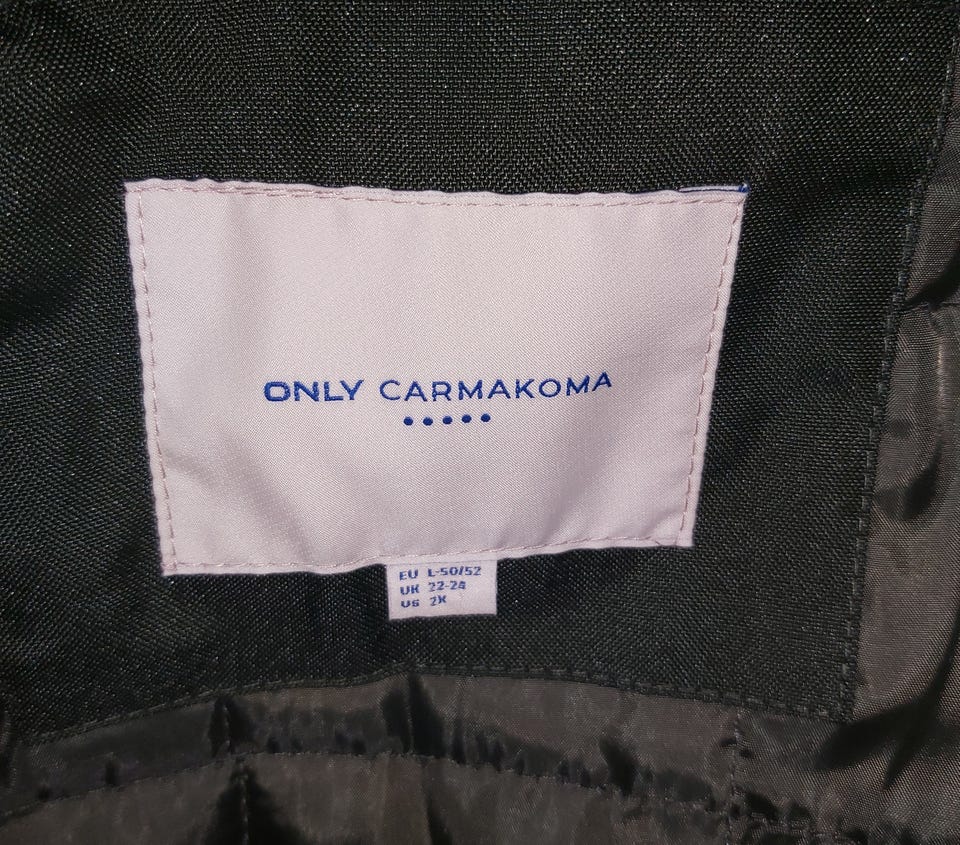 ONLY CARMAKOMA
EU L-50/52
UK 22-24
US 2X